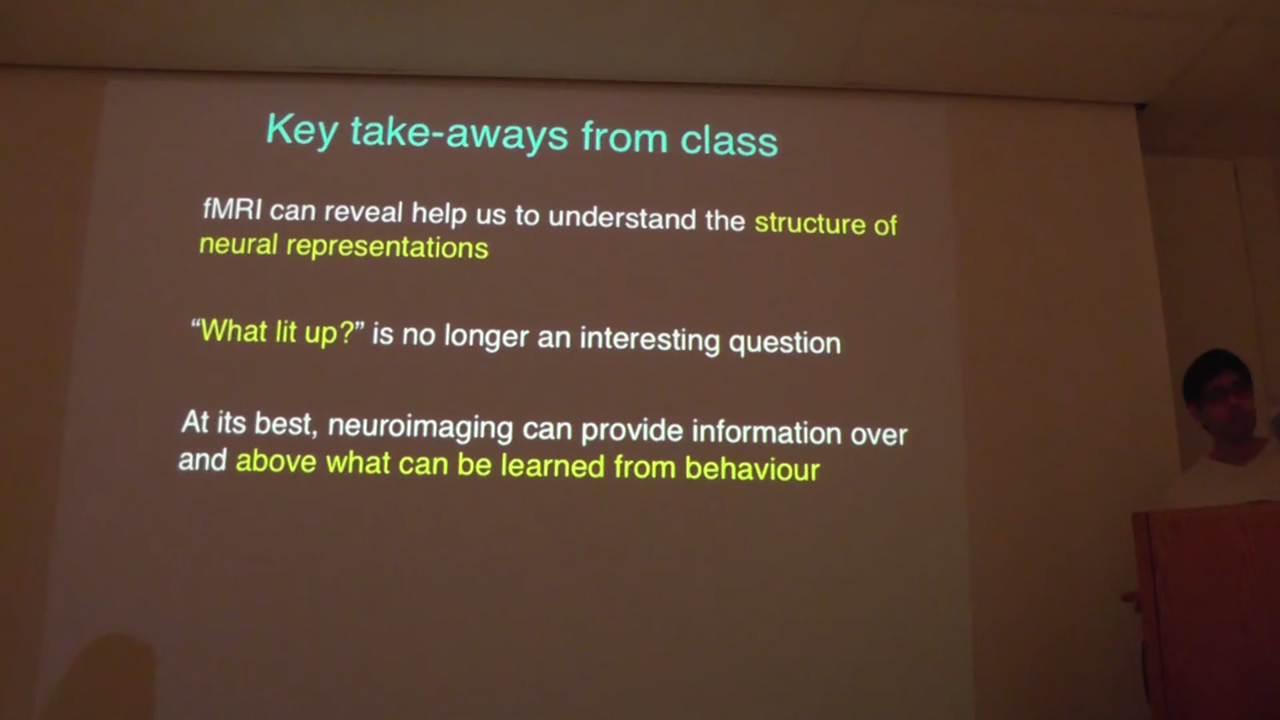 Key take-aways from class
fMRI can reveal help us to understand the structure of
neural representations
“What lit up?” is no longer an interesting question
At its best, neuroimaging can provide information over
and above what can be learned from behaviour